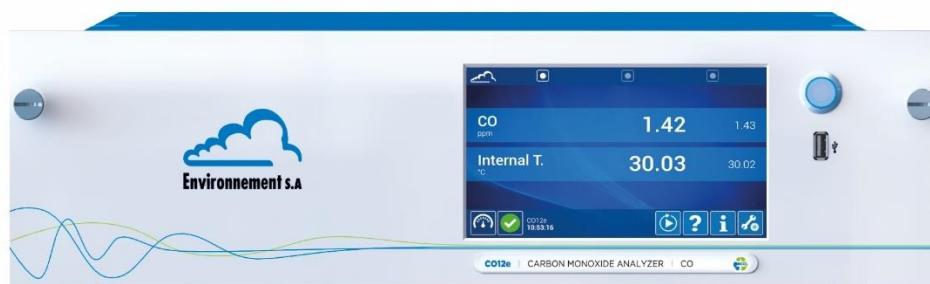 Environnement s.a
CO
ppm
1.42
1.43
Internal T.
°C
30.03
30.02
CO12e
10:53:16
CO12e | CARBON MONOXIDE ANALYZER | CO